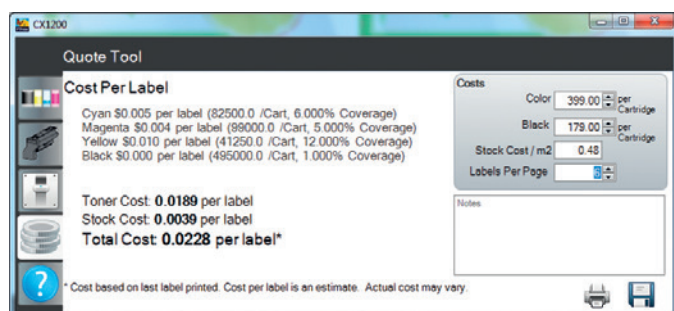 CX1200
Quote Tool
Cost Per Label
Cyan $0.005 per label (82500.0 /Cart, 6.000% Coverage)
Magenta $0.004 per label (99000.0 /Cart, 5.000% Coverage)
Yellow $0.010 per label (41250.0 /Cart, 12.000% Coverage)
Black $0.000 per label (495000.0 /Cart, 1.000% Coverage)
Toner Cost: 0.0189 per label
Stock Cost: 0.0039 per label
Total Cost: 0.0228 per label*
* Cost based on last label printed. Cost per label is an estimate. Actual cost may vary.
Costs
Color 399.00 per Cartridge
Black 179.00 per Cartridge
Stock Cost / m2 0.48
Labels Per Page 6
Notes
?